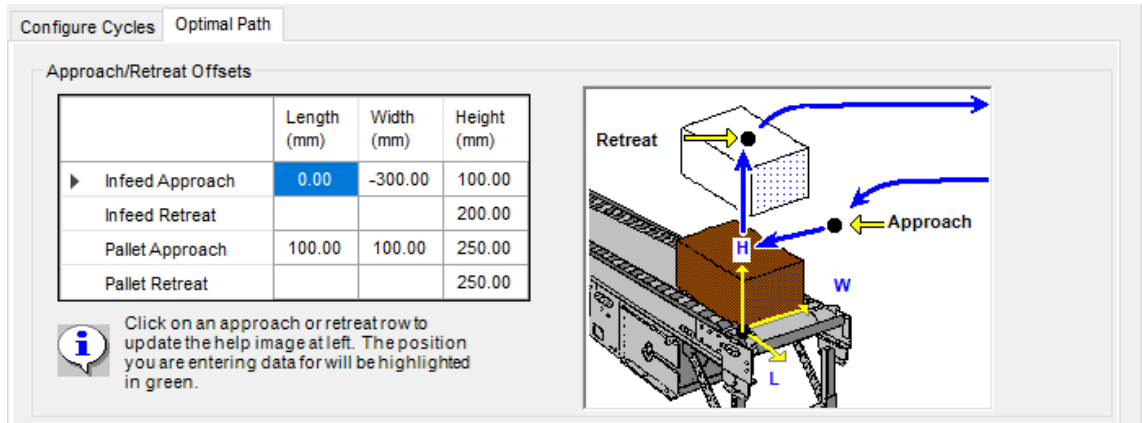 Configure Cycles Optimal Path
Approach/Retreat Offsets
Length (mm) Width (mm) Height (mm)
Infeed Approach 0.00 -300.00 100.00
Infeed Retreat 200.00
Pallet Approach 100.00 100.00 250.00
Pallet Retreat 250.00
Click on an approach or retreat row to
update the help image at left. The position
you are entering data for will be highlighted
in green.
Retreat
Approach
H
W
L